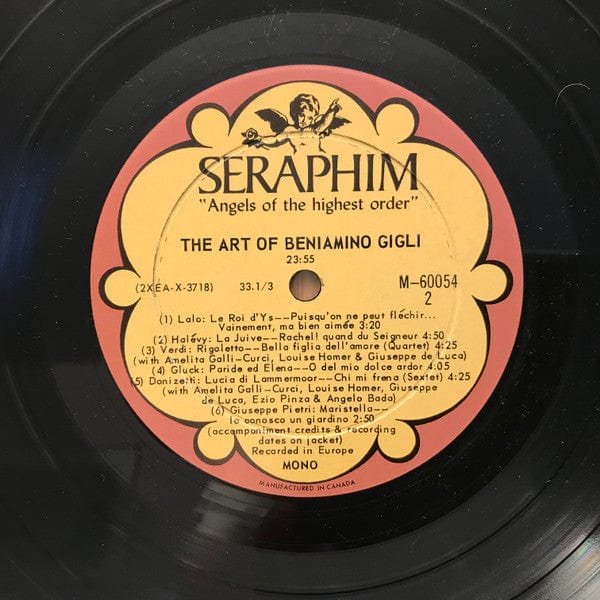 SERAPHIM
"Angels of the highest order"
THE ART OF BENIAMINO GIGLI
23:55
(2XEA-X-3718) 33.1/3 M-60054
2
(1) Lalo: Le Roi d'Ys--Puisqu'on ne peut fléchir...
Vainement, ma bien aimée 3:20
(2) Halévy: La Juive--Rachel! quand du Seigneur 4:50
(3) Verdi: Rigoletto--Bella figlia dell'amore (Quartet) 4:25
(with Amelita Galli-Curci, Louise Homer & Giuseppe de Luca)
(4) Gluck: Paride ed Elena--O del mio dolce ardor 4:05
(5) Donizetti: Lucia di Lammermoor--Chi mi frena (Sextet) 4:25
(with Amelita Galli-Curci, Louise Homer, Giuseppe
de Luca, Ezio Pinza & Angelo Bada)
(6) Giuseppe Pietri: Maristella--
Io conosco un giardino 2:50
(accompaniment credits & recording
dates on jacket)
Recorded in Europe
MONO
MANUFACTURED IN CANADA